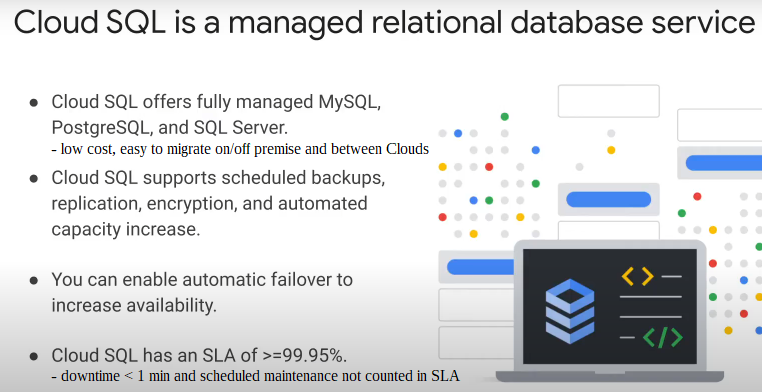 Cloud SQL is a managed relational database service
● Cloud SQL offers fully managed MySQL,
PostgreSQL, and SQL Server.
- low cost, easy to migrate on/off premise and between Clouds
● Cloud SQL supports scheduled backups,
replication, encryption, and automated
capacity increase.
● You can enable automatic failover to
increase availability.
● Cloud SQL has an SLA of >=99.95%.
- downtime < 1 min and scheduled maintenance not counted in SLA